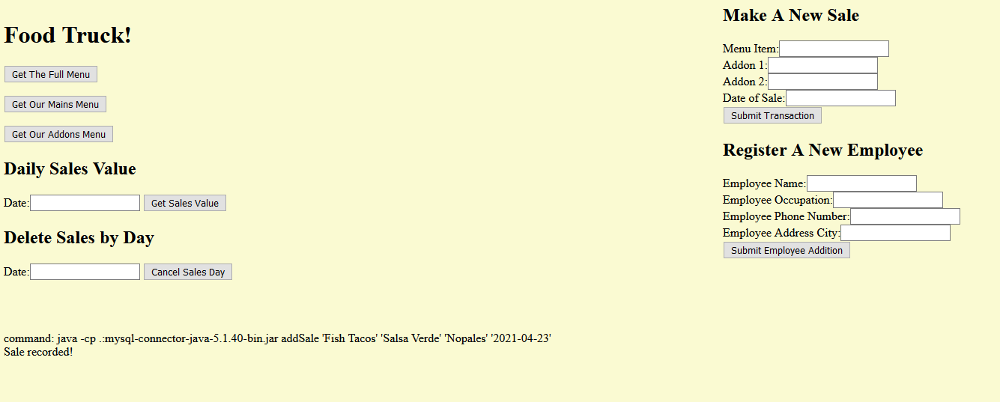 Food Truck!
Get The Full Menu
Get Our Mains Menu
Get Our Addons Menu
Daily Sales Value
Date:
Get Sales Value
Delete Sales by Day
Date:
Cancel Sales Day
Make A New Sale
Menu Item:
Addon 1:
Addon 2:
Date of Sale:
Submit Transaction
Register A New Employee
Employee Name:
Employee Occupation:
Employee Phone Number:
Employee Address City:
Submit Employee Addition
command: java -cp .:mysql-connector-java-5.1.40-bin.jar addSale 'Fish Tacos' 'Salsa Verde' 'Nopales' '2021-04-23'
Sale recorded!